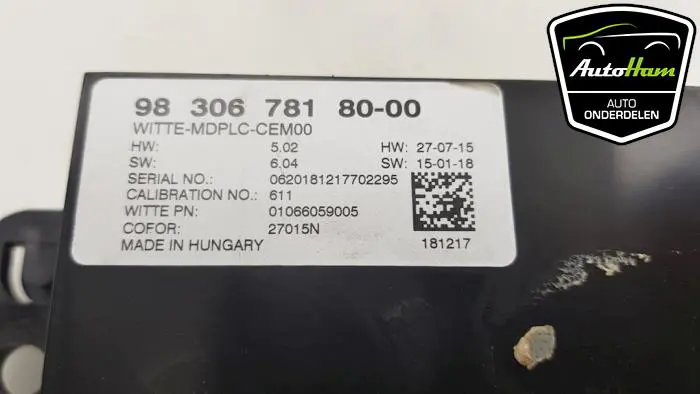 98 306 781 80-00
WITTE-MDPLC-CEM00
HW: 5.02 HW: 27-07-15
SW: 6.04 SW: 15-01-18
SERIAL NO.: 0620181217702295
CALIBRATION NO.: 611
WITTE PN: 01066059005
COFOR: 27015N
MADE IN HUNGARY 181217
AutoHam
AUTO
ONDERDELEN